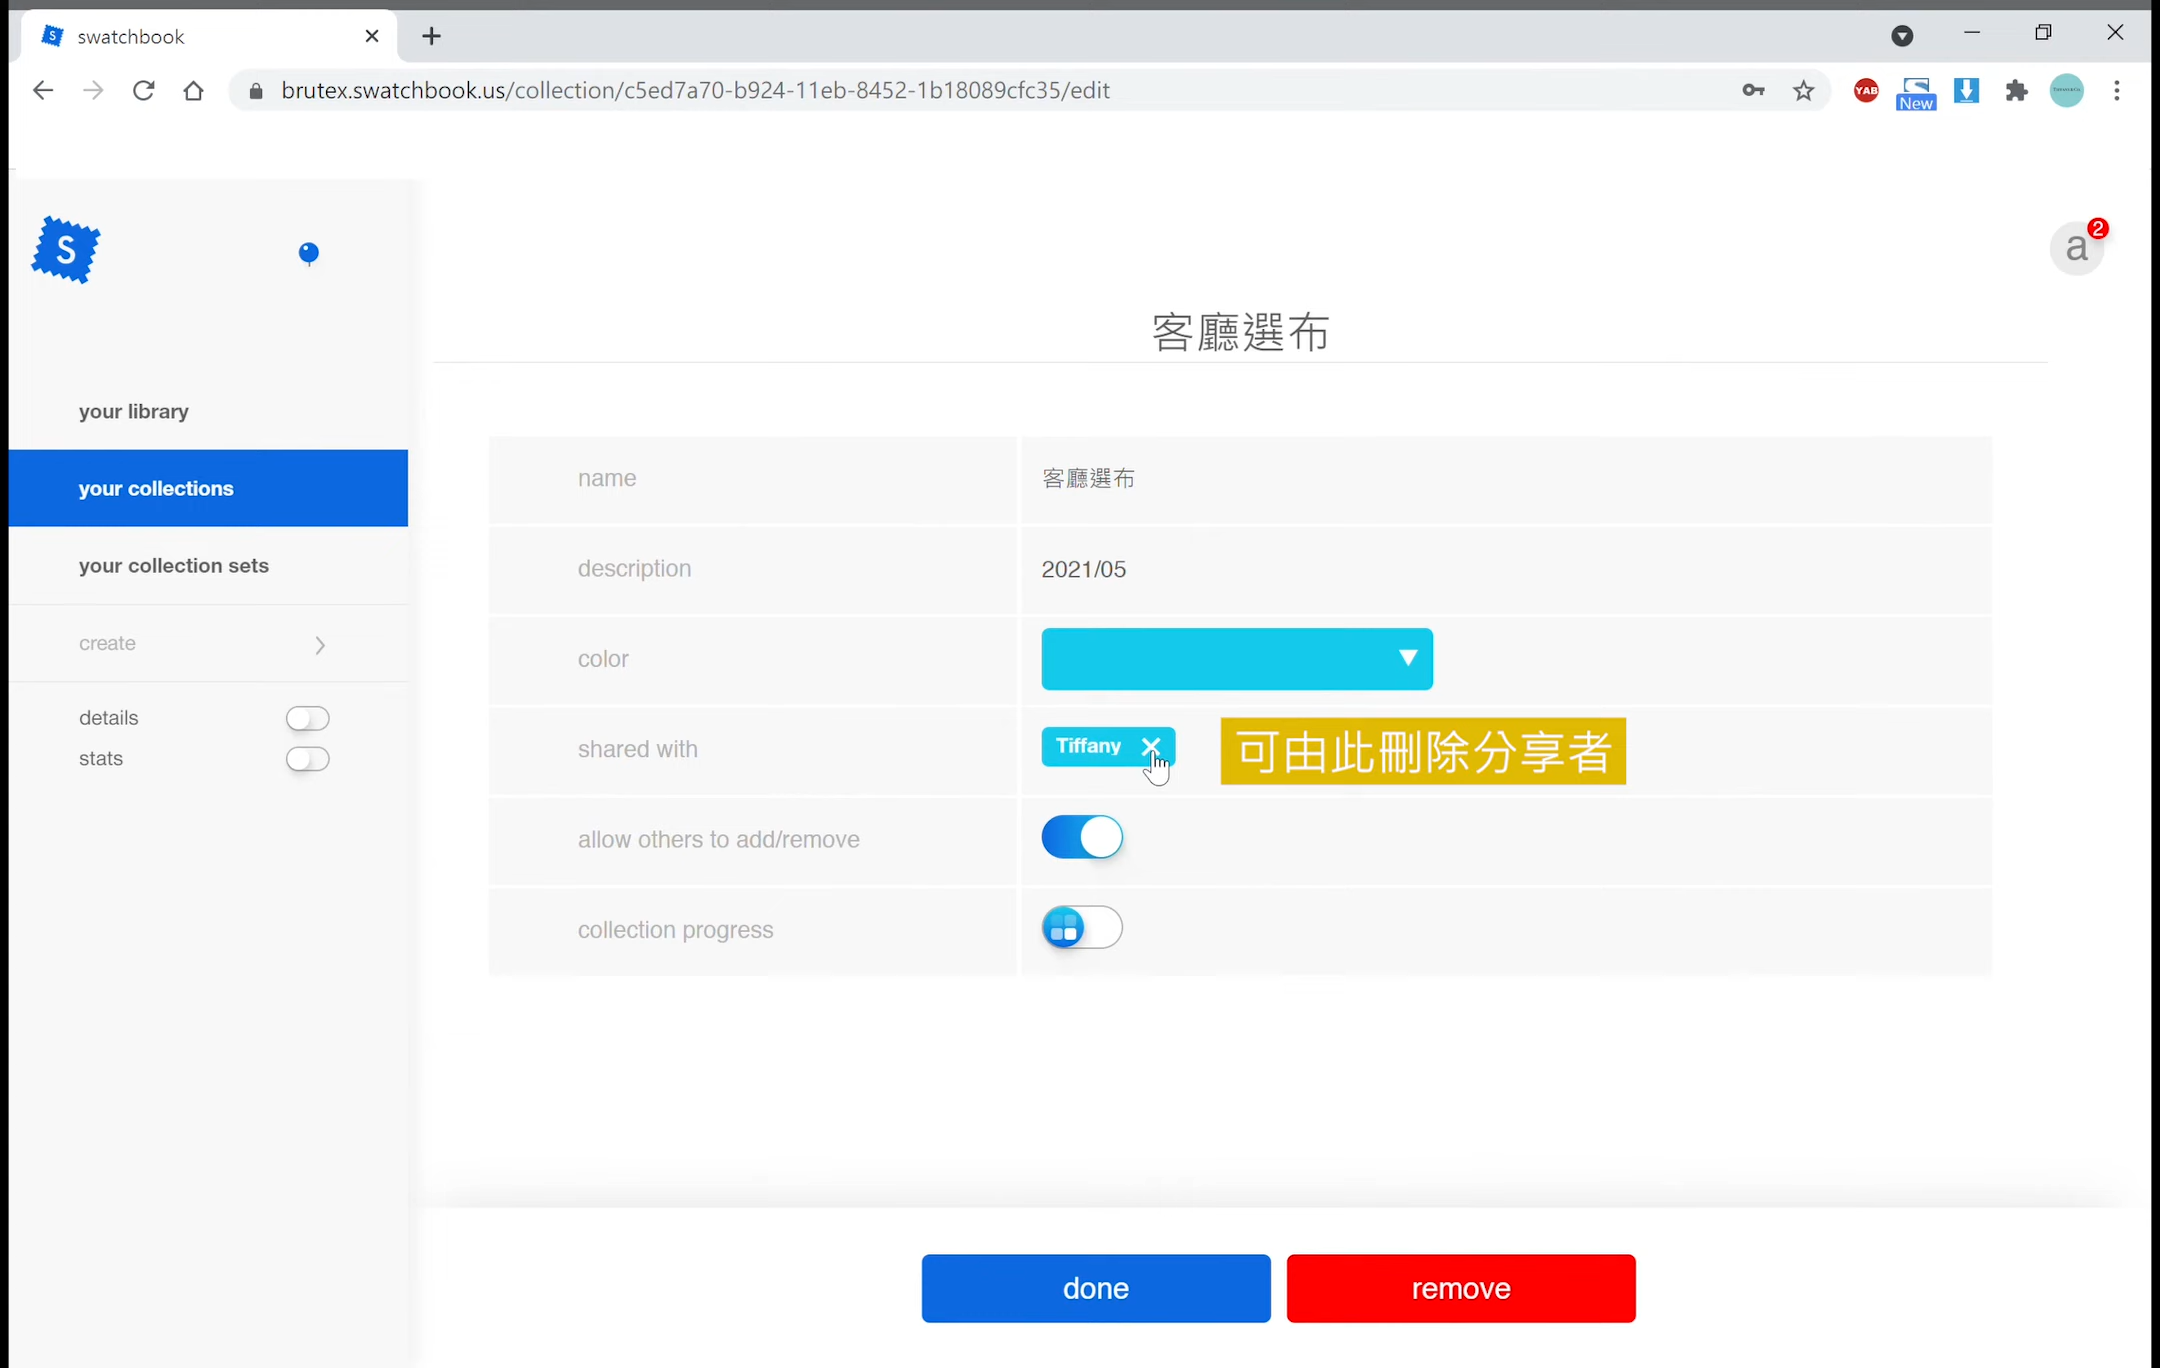 swatchbook
brutex.swatchbook.us/collection/c5ed7a70-b924-11eb-8452-1b18089cfc35/edit
YAB
New
S
a
2
客廳選布
your library
your collections
your collection sets
create
details
stats
name
客廳選布
description
2021/05
color
shared with
Tiffany
可由此刪除分享者
allow others to add/remove
collection progress
done
remove